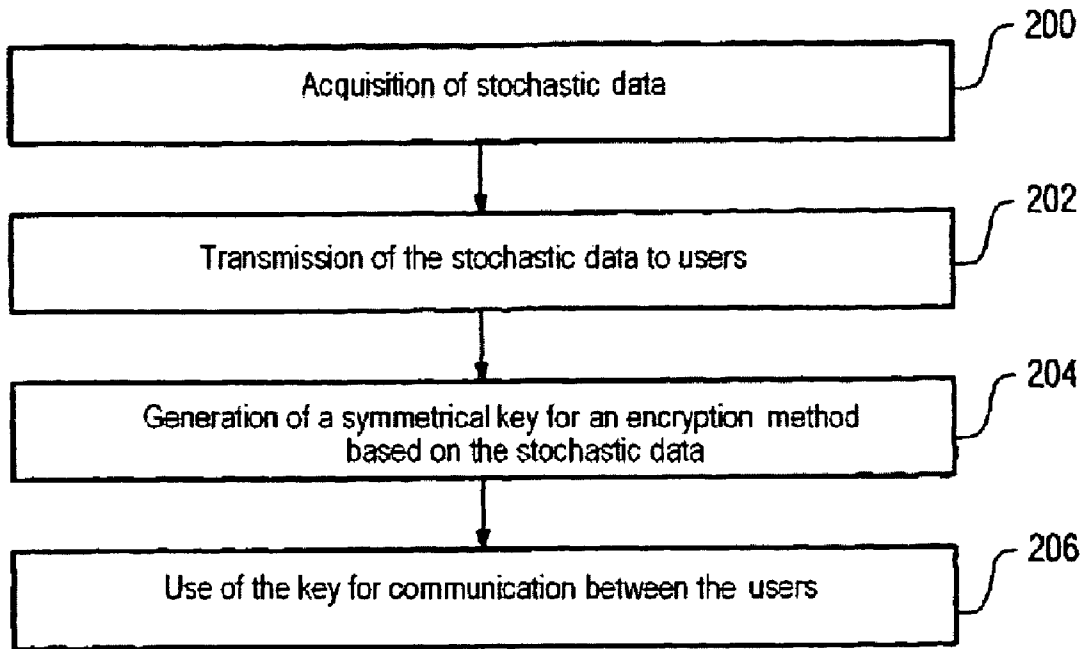 200
Acquisition of stochastic data
202
Transmission of the stochastic data to users
204
Generation of a symmetrical key for an encryption method
based on the stochastic data
206
Use of the key for communication between the users